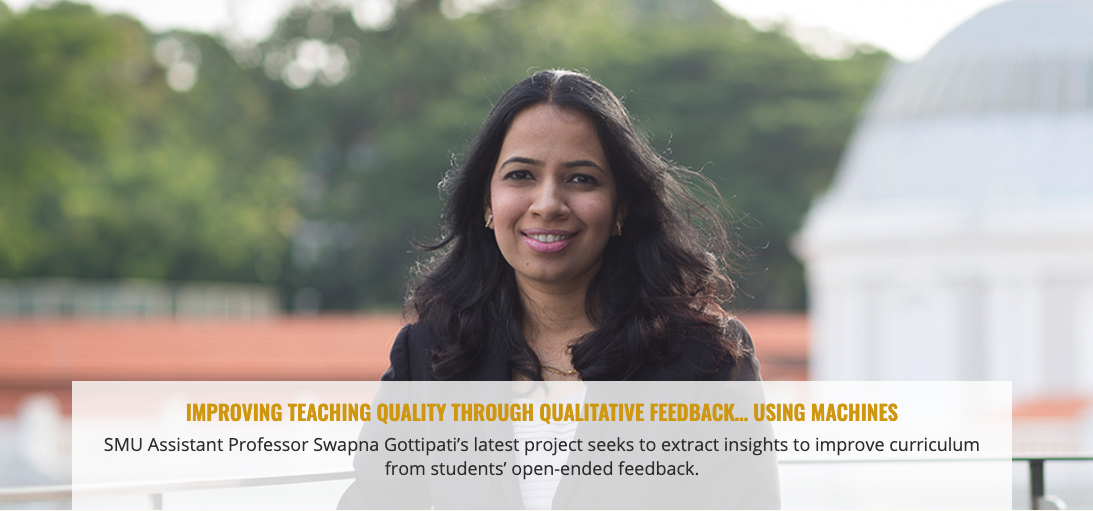 IMPROVING TEACHING QUALITY THROUGH QUALITATIVE FEEDBACK... USING MACHINES
SMU Assistant Professor Swapna Gottipati’s latest project seeks to extract insights to improve curriculum
from students’ open-ended feedback.